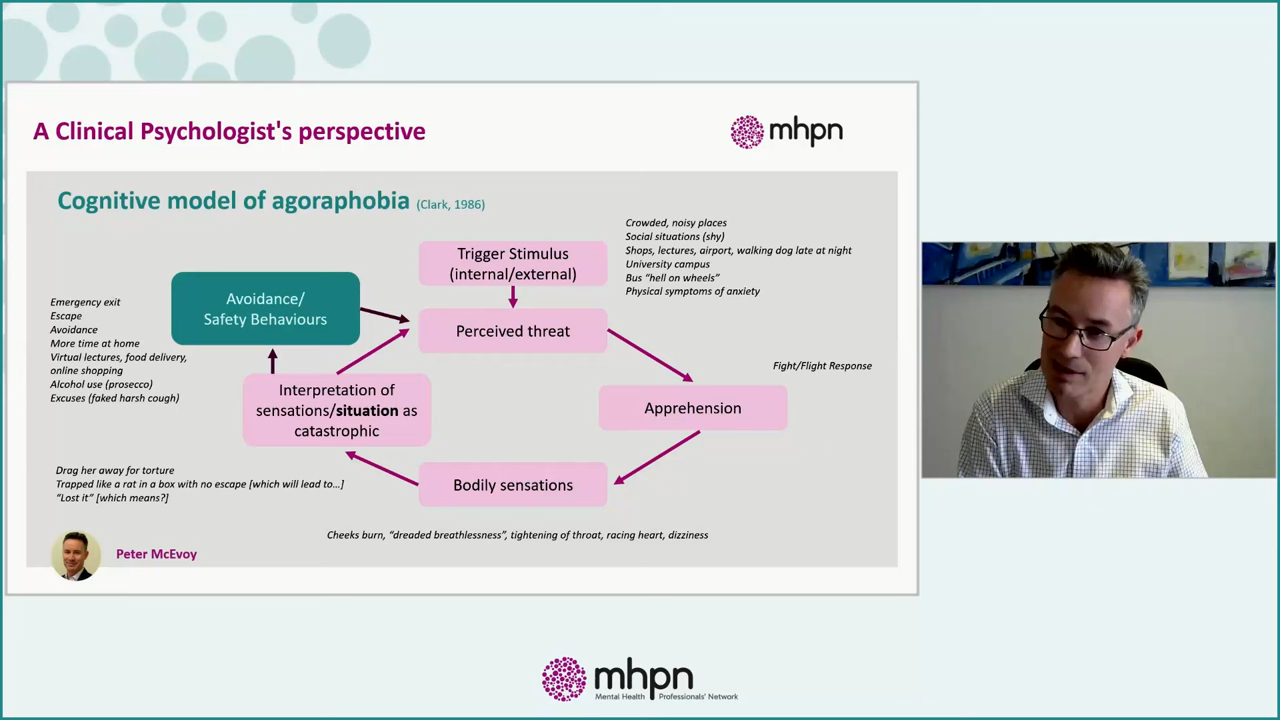 A Clinical Psychologist's perspective
mhpn
Cognitive model of agoraphobia (Clark, 1986)
Trigger Stimulus
(internal/external)
Crowded, noisy places
Social situations (shy)
Shops, lectures, airport, walking dog late at night
University campus
Bus “hell on wheels”
Physical symptoms of anxiety
Avoidance/
Safety Behaviours
Emergency exit
Escape
Avoidance
More time at home
Virtual lectures, food delivery,
online shopping
Alcohol use (prosecco)
Excuses (faked harsh cough)
Perceived threat
Fight/Flight Response
Interpretation of
sensations/situation as
catastrophic
Apprehension
Drag her away for torture
Trapped like a rat in a box with no escape [which will lead to…]
“Lost it” [which means?]
Bodily sensations
Cheeks burn, “dreaded breathlessness”, tightening of throat, racing heart, dizziness
Peter McEvoy
mhpn
Mental Health Professionals' Network